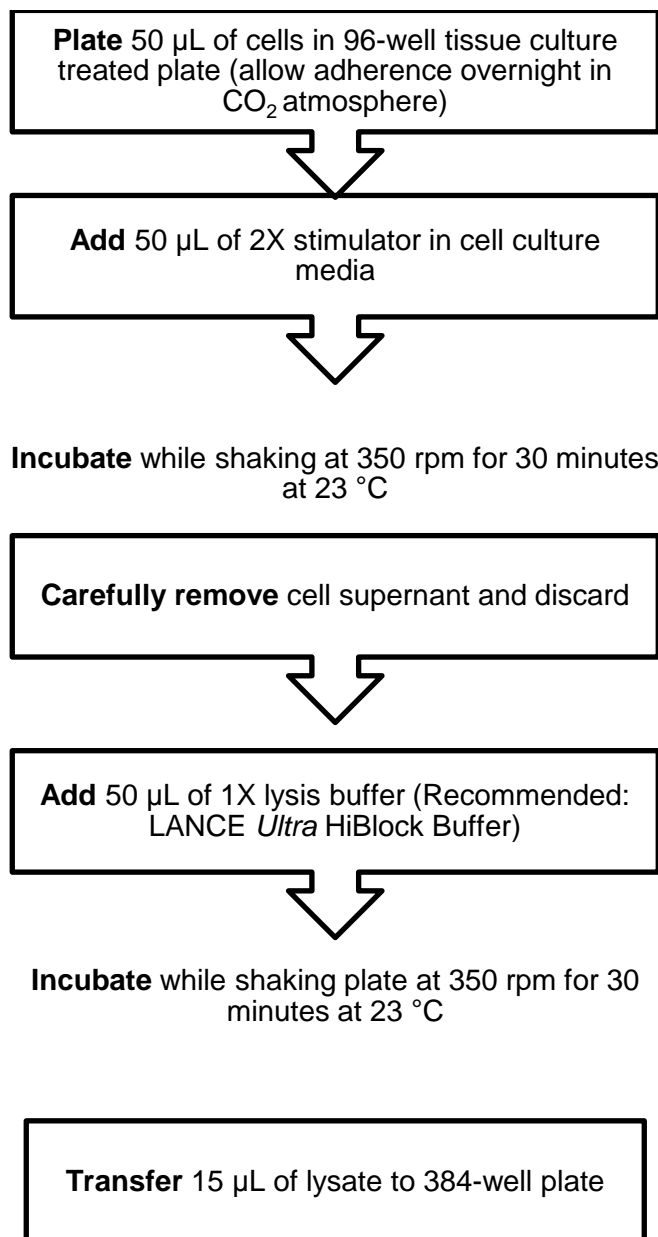 Plate 50 µL of cells in 96-well tissue culture
treated plate (allow adherence overnight in
CO2 atmosphere)
Add 50 µL of 2X stimulator in cell culture
media
Incubate while shaking at 350 rpm for 30 minutes
at 23 °C
Carefully remove cell supernant and discard
Add 50 µL of 1X lysis buffer (Recommended:
LANCE Ultra HiBlock Buffer)
Incubate while shaking plate at 350 rpm for 30
minutes at 23 °C
Transfer 15 µL of lysate to 384-well plate